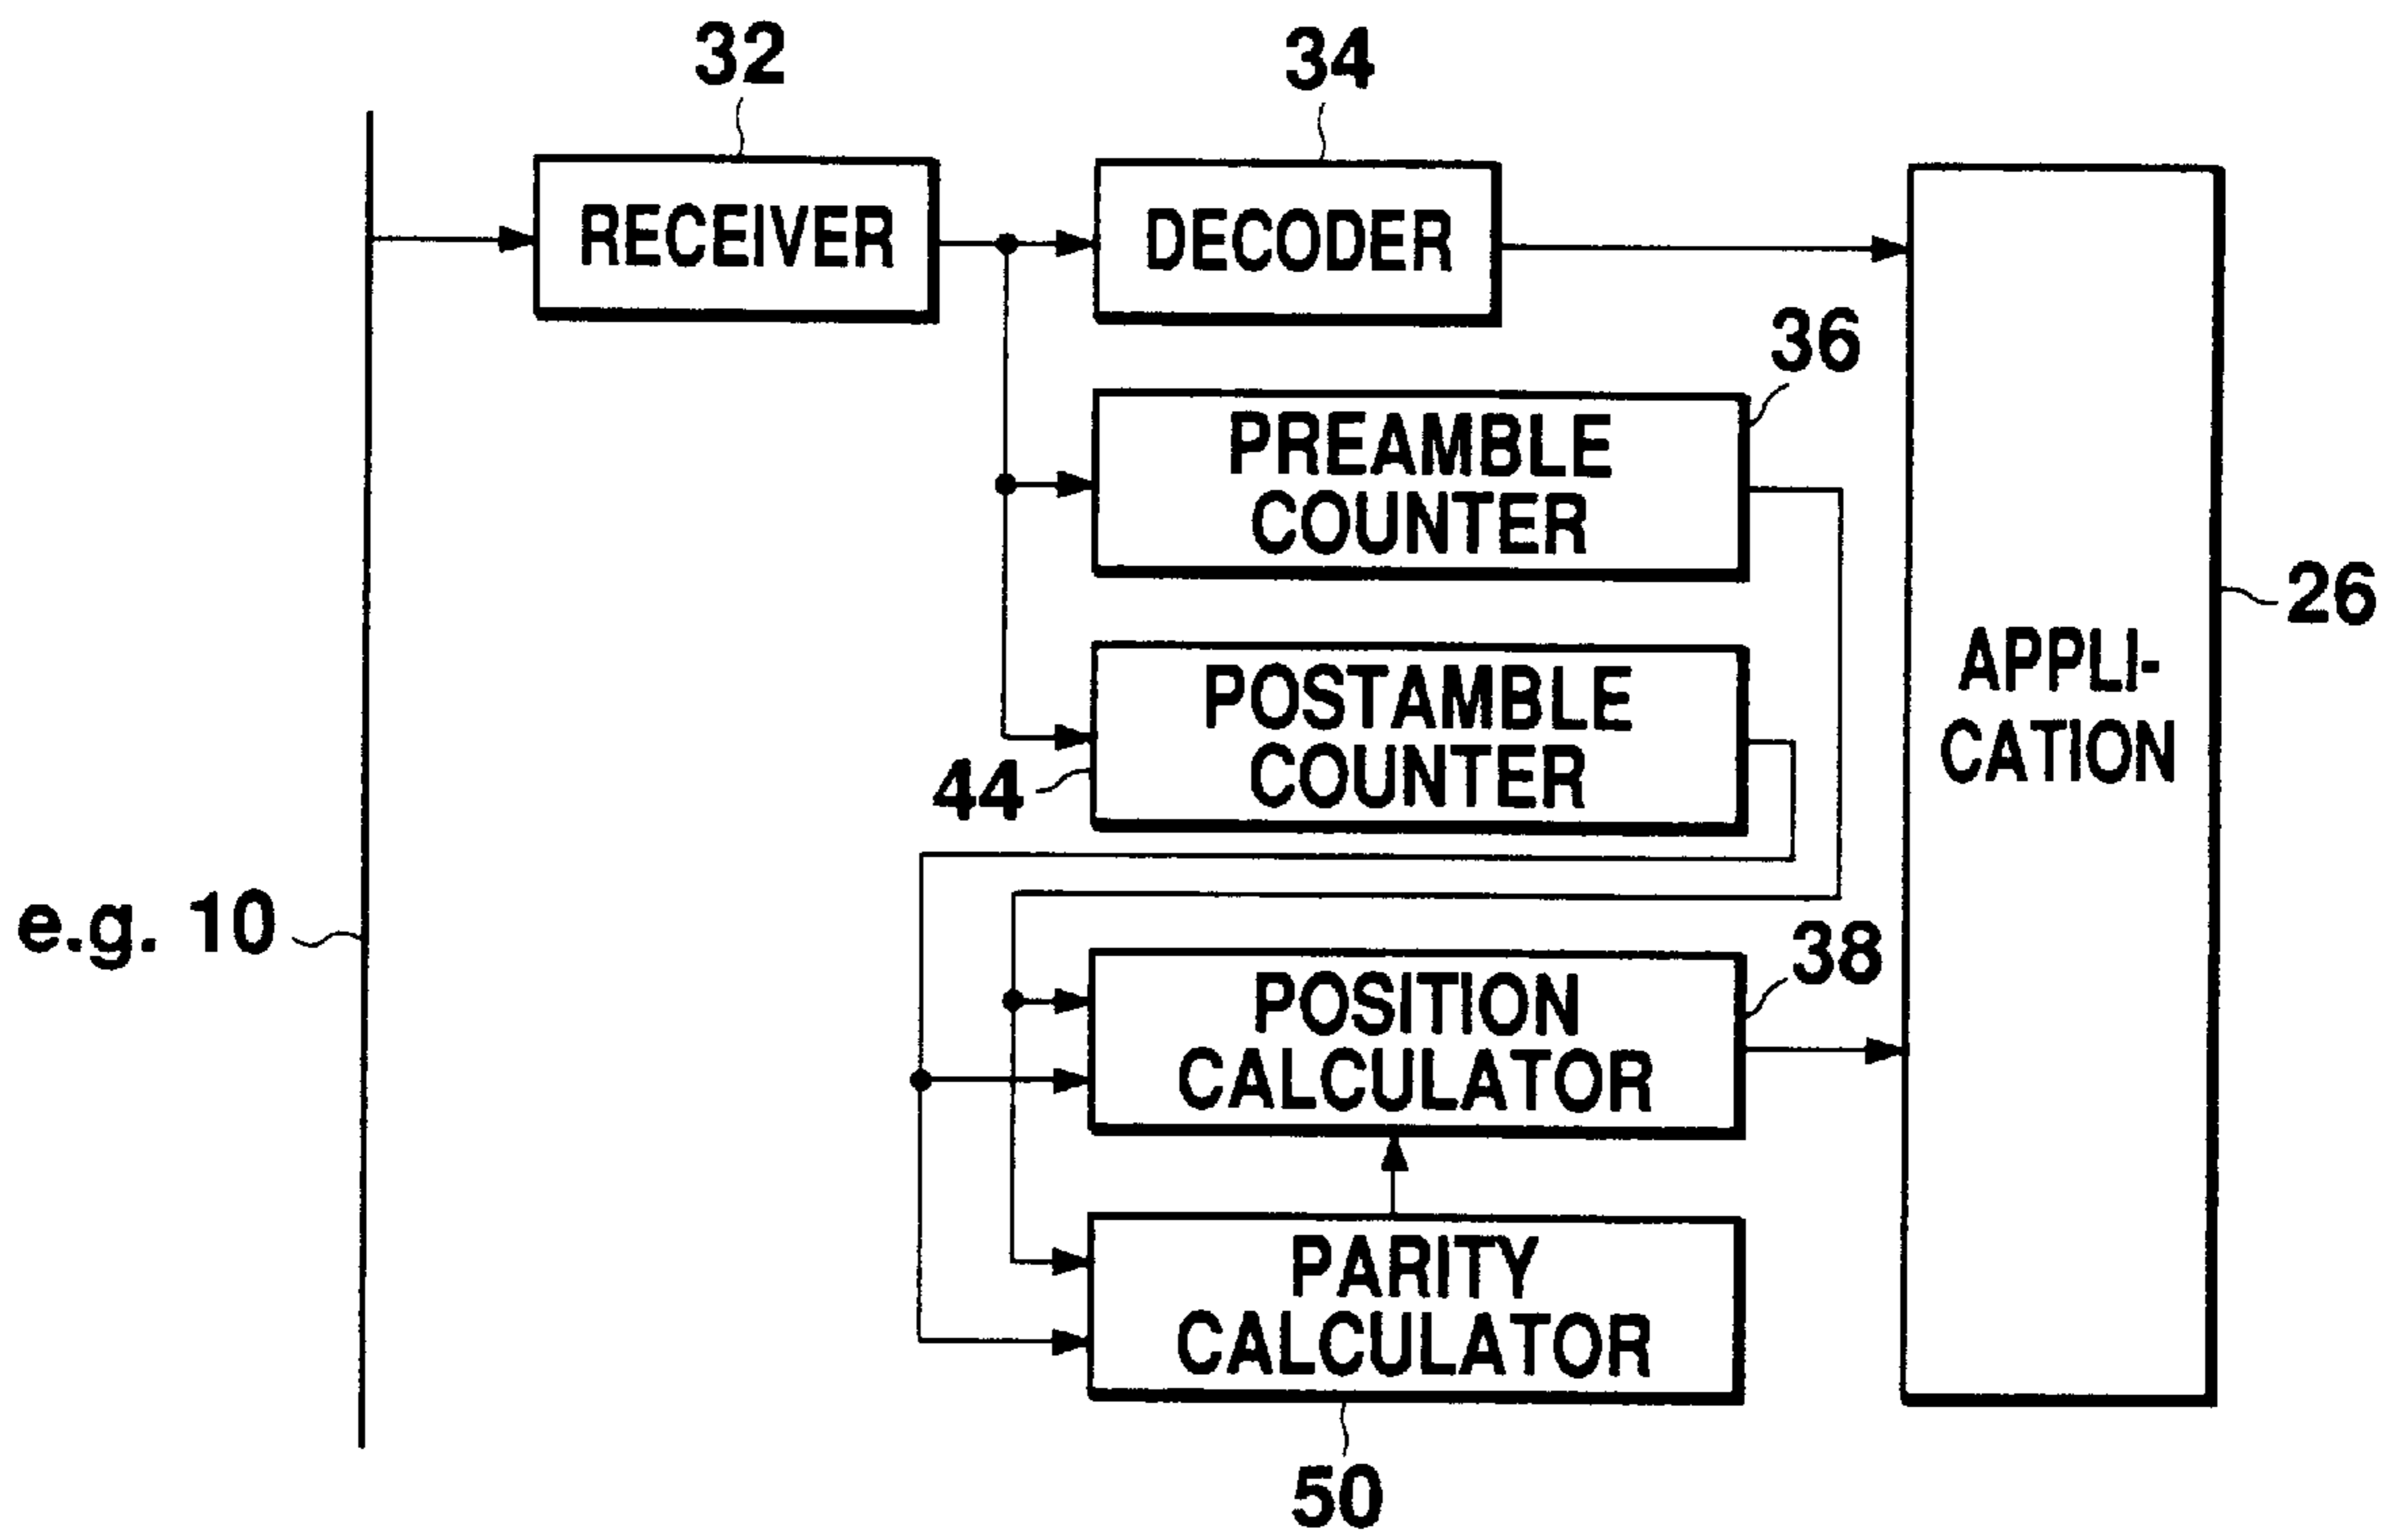 32
34
RECEIVER
DECODER
36
PREAMBLE
COUNTER
26
POSTAMBLE
COUNTER
APPLI-
CATION
44
e.g. 10
38
POSITION
CALCULATOR
PARITY
CALCULATOR
50